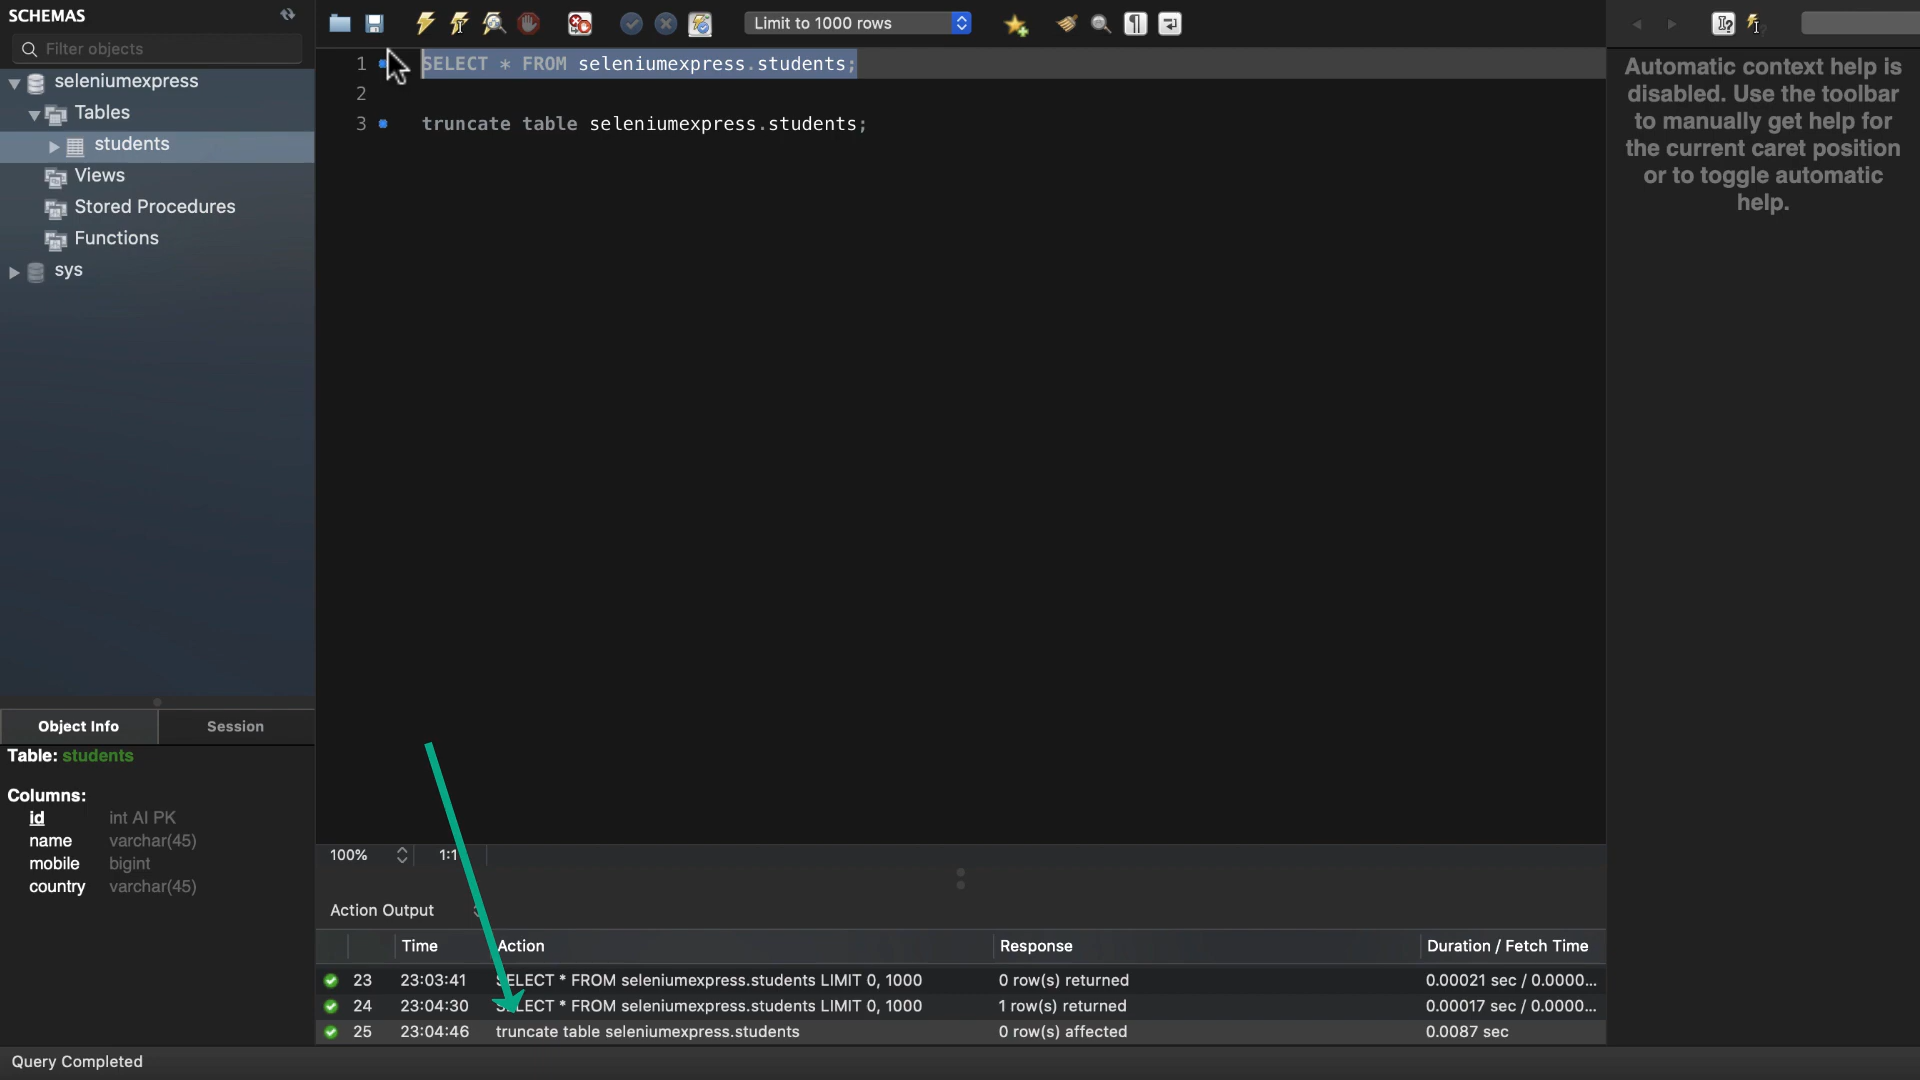 SCHEMAS
Filter objects
seleniumexpress
Tables
students
Views
Stored Procedures
Functions
sys
Object Info
Session
Table: students
Columns:
id int AI PK
name varchar(45)
mobile bigint
country varchar(45)
Query Completed
Limit to 1000 rows
1 SELECT * FROM seleniumexpress.students;
2
3 truncate table seleniumexpress.students;
100% 1:1
Action Output
Time Action Response Duration / Fetch Time
23 23:03:41 SELECT * FROM seleniumexpress.students LIMIT 0, 1000 0 row(s) returned 0.00021 sec / 0.0000...
24 23:04:30 SELECT * FROM seleniumexpress.students LIMIT 0, 1000 1 row(s) returned 0.00017 sec / 0.0000...
25 23:04:46 truncate table seleniumexpress.students 0 row(s) affected 0.0087 sec
Automatic context help is
disabled. Use the toolbar
to manually get help for
the current caret position
or to toggle automatic
help.